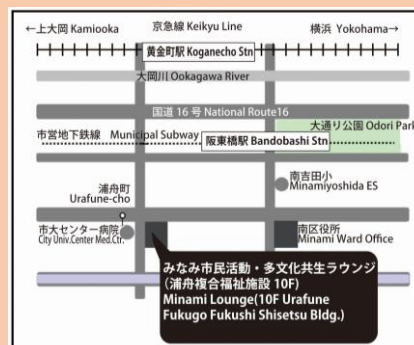 ←上大岡 Kamiooka 京急線 Keikyu Line 横浜 Yokohama→
黄金町駅 Koganecho Stn
大岡川 Ookagawa River
国道 16 号 National Route16
大通り公園 Odori Park
市営地下鉄線 Municipal Subway 阪東橋駅 Bandobashi Stn
南吉田小
Minamiyoshida ES
浦舟町
Urafune-cho
市大センター病院
City Univ.Center Med.Ctr.
南区役所
Minami Ward Office
みなみ市民活動・多文化共生ラウンジ
(浦舟複合福祉施設 10F)
Minami Lounge(10F Urafune
Fukugo Fukushi Shisetsu Bldg.)